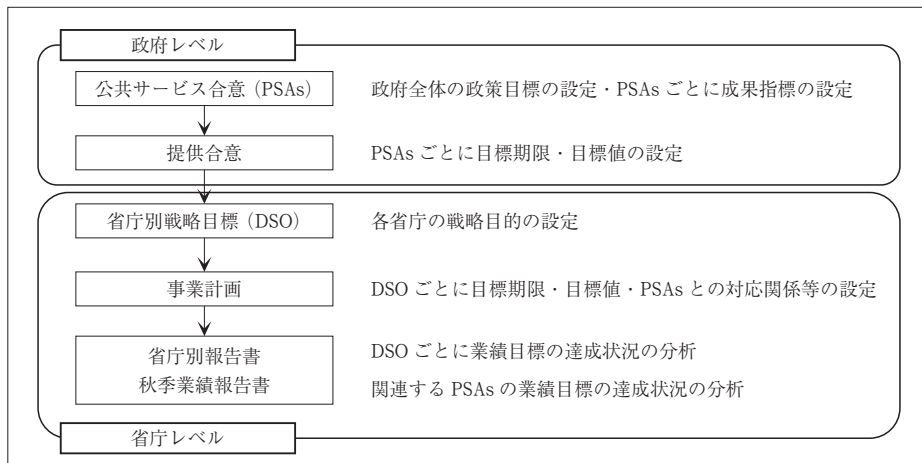 政府レベル
公共サービス合意（PSAs）
政府全体の政策目標の設定・PSAs ごとに成果指標の設定
提供合意
PSAs ごとに目標期限・目標値の設定
省庁別戦略目標（DSO）
各省庁の戦略目的の設定
事業計画
DSO ごとに目標期限・目標値・PSAs との対応関係等の設定
省庁別報告書
DSO ごとに業績目標の達成状況の分析
秋季業績報告書
関連する PSAs の業績目標の達成状況の分析
省庁レベル